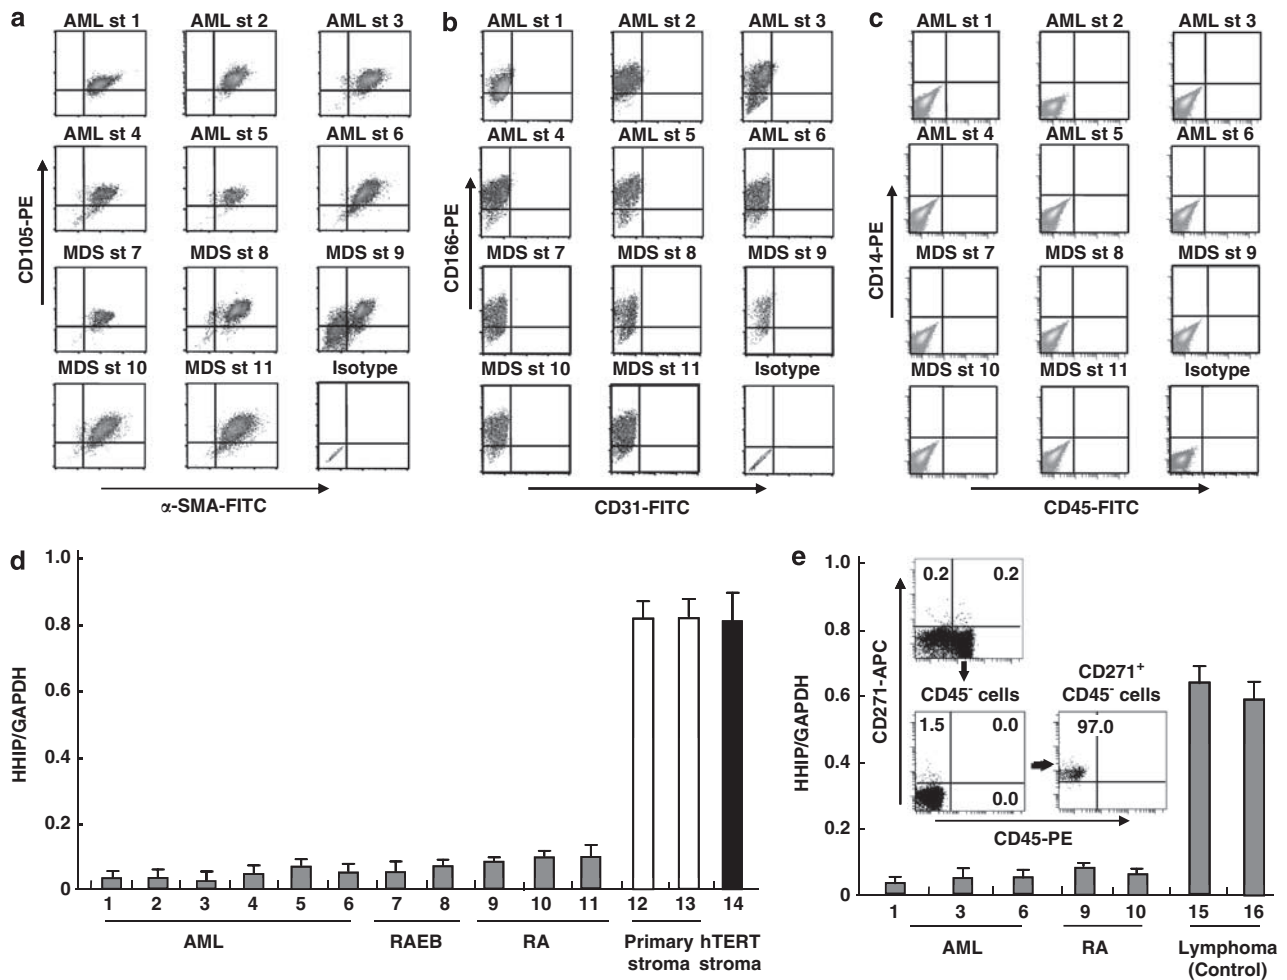 a
AML st 1 AML st 2 AML st 3
AML st 4 AML st 5 AML st 6
MDS st 7 MDS st 8 MDS st 9
MDS st 10 MDS st 11 Isotype
CD105-PE
α-SMA-FITC
b
AML st 1 AML st 2 AML st 3
AML st 4 AML st 5 AML st 6
MDS st 7 MDS st 8 MDS st 9
MDS st 10 MDS st 11 Isotype
CD166-PE
CD31-FITC
c
AML st 1 AML st 2 AML st 3
AML st 4 AML st 5 AML st 6
MDS st 7 MDS st 8 MDS st 9
MDS st 10 MDS st 11 Isotype
CD14-PE
CD45-FITC
d
HHIP/GAPDH
1.0
0.8
0.6
0.4
0.2
0
1 2 3 4 5 6 7 8 9 10 11 12 13 14
AML RAEB RA Primary hTERT
stroma stroma
e
HHIP/GAPDH
1.0
0.8
0.6
0.4
0.2
0
CD271-APC
0.2 0.2
CD45⁻ cells
1.5 0.0
0.0
CD271⁺
CD45⁻ cells
97.0
CD45-PE
1 3 6 9 10 15 16
AML RA Lymphoma
(Control)